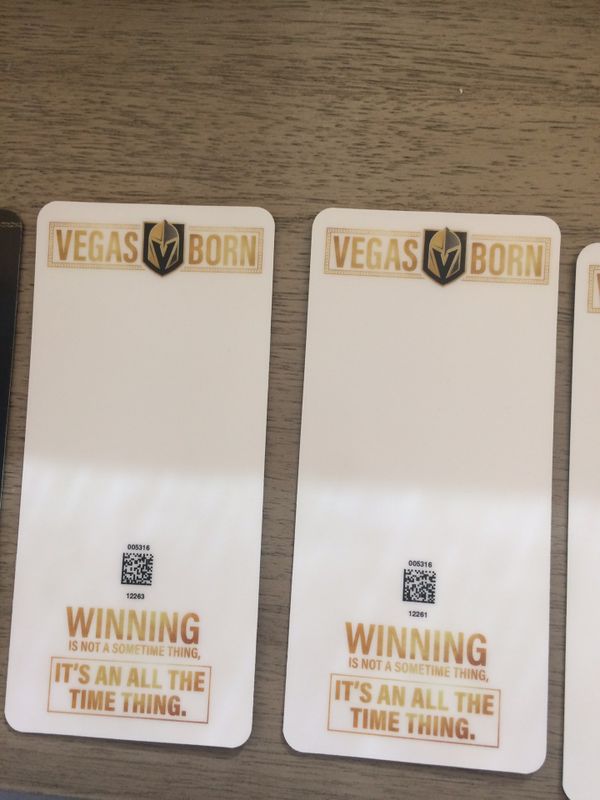 VEGAS BORN
005316
12263
WINNING
IS NOT A SOMETIME THING,
IT'S AN ALL THE
TIME THING.
VEGAS BORN
005316
12261
WINNING
IS NOT A SOMETIME THING,
IT'S AN ALL THE
TIME THING.